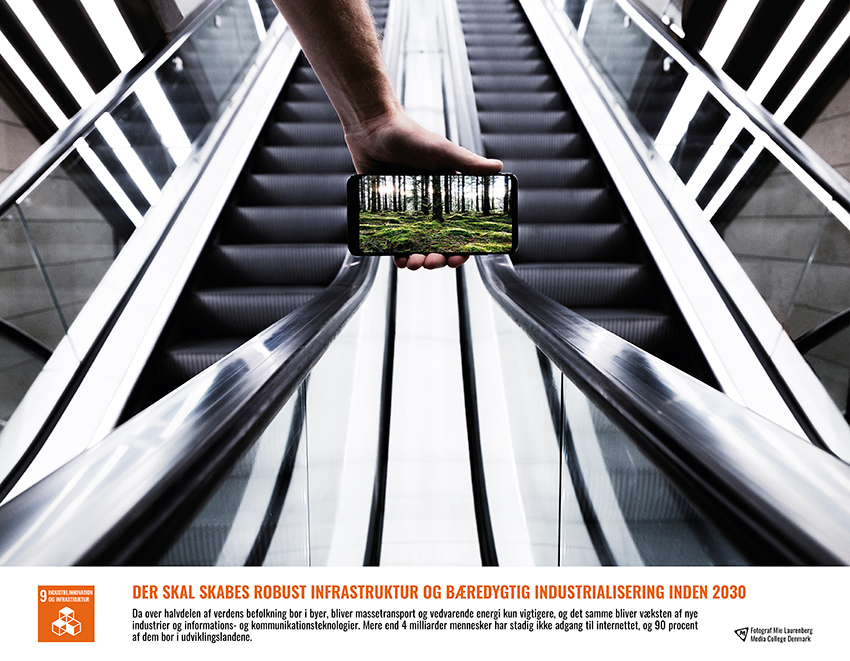 9 INDUSTRI, INNOVATION
OG INFRASTRUKTUR
DER SKAL SKABES ROBUST INFRASTRUKTUR OG BÆREDYGTIG INDUSTRIALISERING INDEN 2030
Da over halvdelen af verdens befolkning bor i byer, bliver massetransport og vedvarende energi kun vigtigere, og det samme bliver væksten af nye
industrier og informations- og kommunikationsteknologier. Mere end 4 milliarder mennesker har stadig ikke adgang til internettet, og 90 procent
af dem bor i udviklingslandene.
Fotograf Mie Laurenberg
Media College Denmark